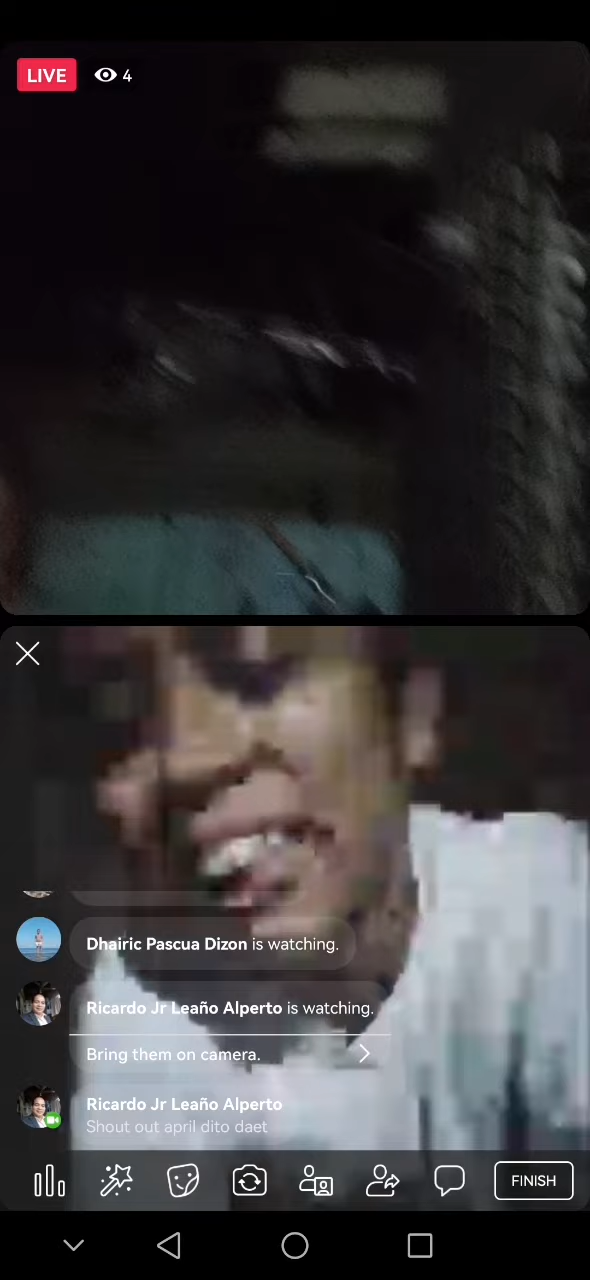 LIVE
4
Dhairic Pascua Dizon is watching.
Ricardo Jr Leaño Alperto is watching.
Bring them on camera.
Ricardo Jr Leaño Alperto
Shout out april dito daet
FINISH